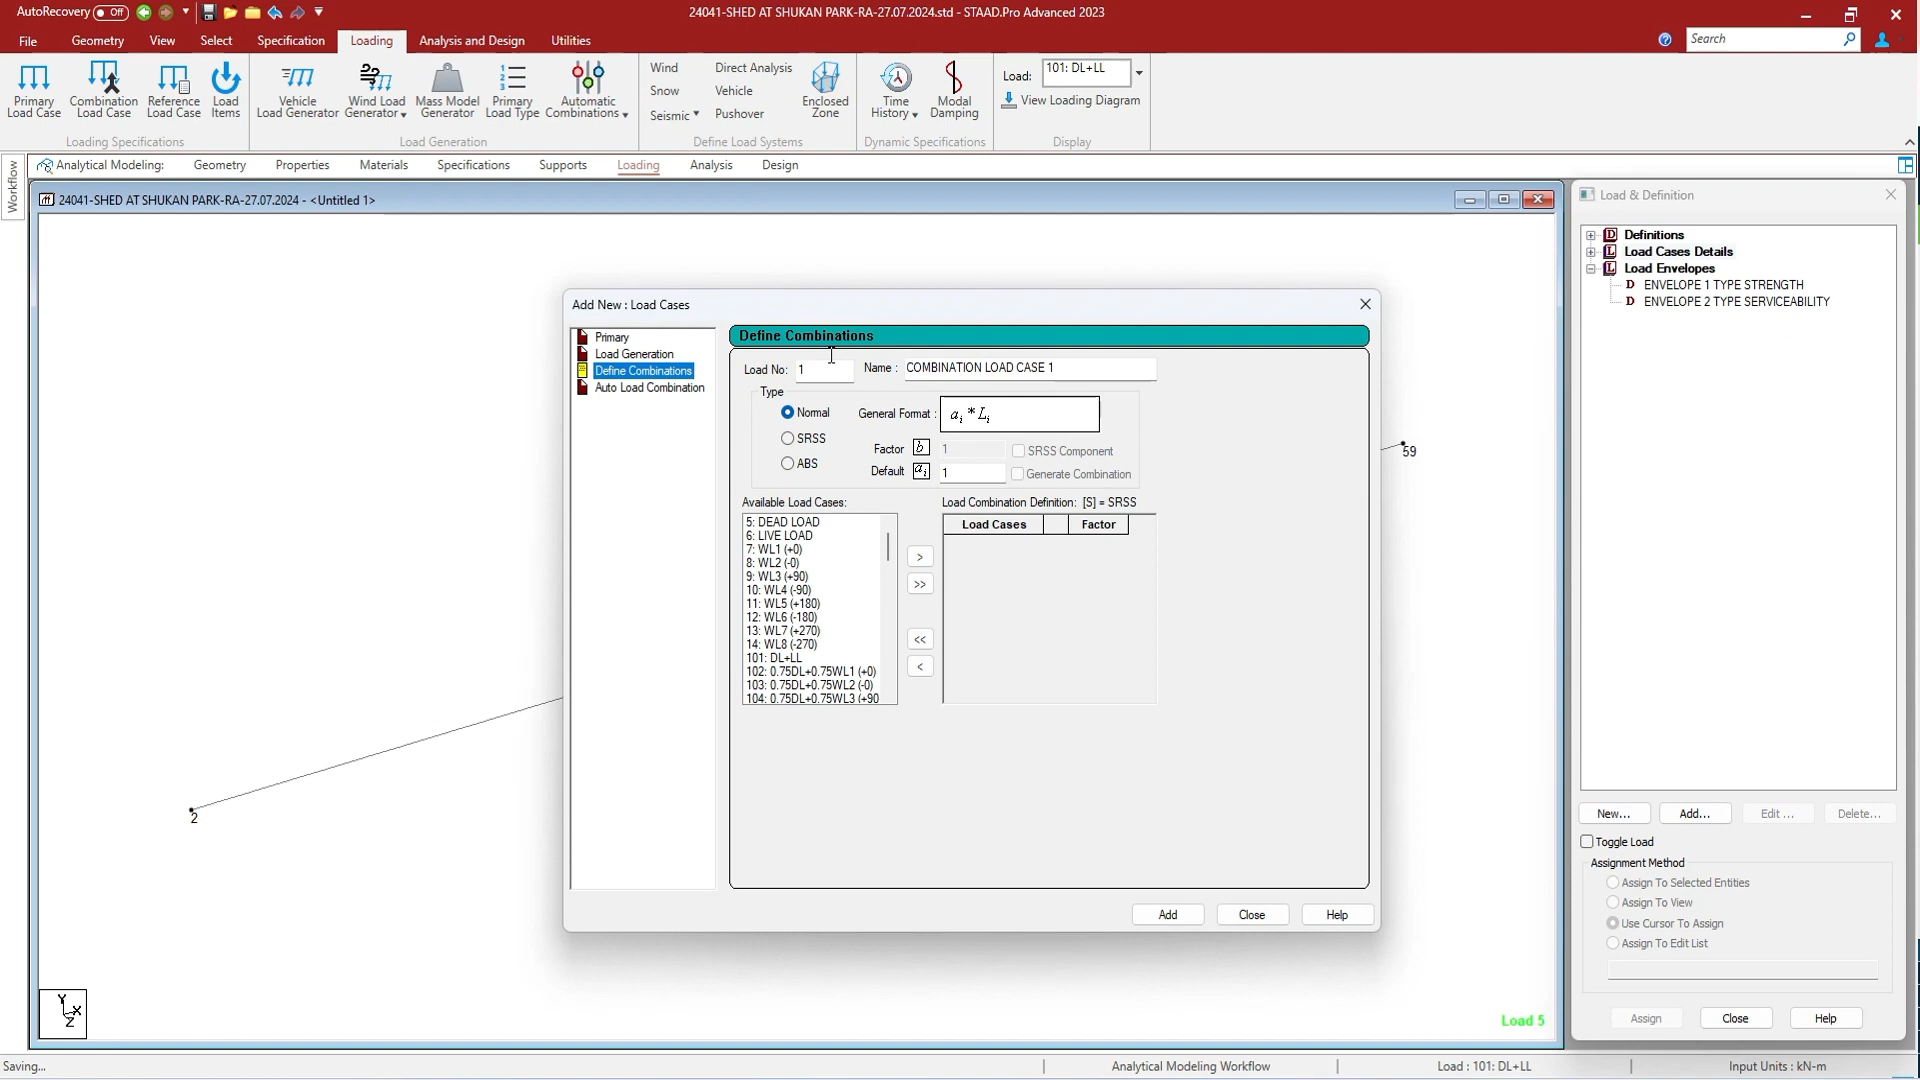 AutoRecovery Off
24041-SHED AT SHUKAN PARK-RA-27.07.2024.std - STAAD.Pro Advanced 2023
File Geometry View Select Specification Loading Analysis and Design Utilities
Search
Primary Load Case
Combination Load Case
Reference Load Case
Load Items
Loading Specifications
Vehicle Load Generator
Wind Load Generator
Mass Model Generator
Primary Load Type
Automatic Combinations
Load Generation
Wind
Snow
Seismic
Direct Analysis
Vehicle
Pushover
Enclosed Zone
Define Load Systems
Time History
Modal Damping
Dynamic Specifications
Load: 101: DL+LL
View Loading Diagram
Display
Workflow
Analytical Modeling: Geometry Properties Materials Specifications Supports Loading Analysis Design
24041-SHED AT SHUKAN PARK-RA-27.07.2024 - <Untitled 1>
2
59
Y
X
Z
Load 5
Add New : Load Cases
Primary
Load Generation
Define Combinations
Auto Load Combination
Define Combinations
Load No: 1 Name : COMBINATION LOAD CASE 1
Type
Normal
SRSS
ABS
General Format : ai * Li
Factor b 1 SRSS Component
Default ai 1 Generate Combination
Available Load Cases:
5: DEAD LOAD
6: LIVE LOAD
7: WL1 (+0)
8: WL2 (-0)
9: WL3 (+90)
10: WL4 (-90)
11: WL5 (+180)
12: WL6 (-180)
13: WL7 (+270)
14: WL8 (-270)
101: DL+LL
102: 0.75DL+0.75WL1 (+0)
103: 0.75DL+0.75WL2 (-0)
104: 0.75DL+0.75WL3 (+90
>
>>
<<
<
Load Combination Definition: [S] = SRSS
Load Cases Factor
Add Close Help
Load & Definition
Definitions
Load Cases Details
Load Envelopes
ENVELOPE 1 TYPE STRENGTH
ENVELOPE 2 TYPE SERVICEABILITY
New... Add... Edit ... Delete...
Toggle Load
Assignment Method
Assign To Selected Entities
Assign To View
Use Cursor To Assign
Assign To Edit List
Assign Close Help
Saving... Analytical Modeling Workflow Load : 101: DL+LL Input Units : kN-m